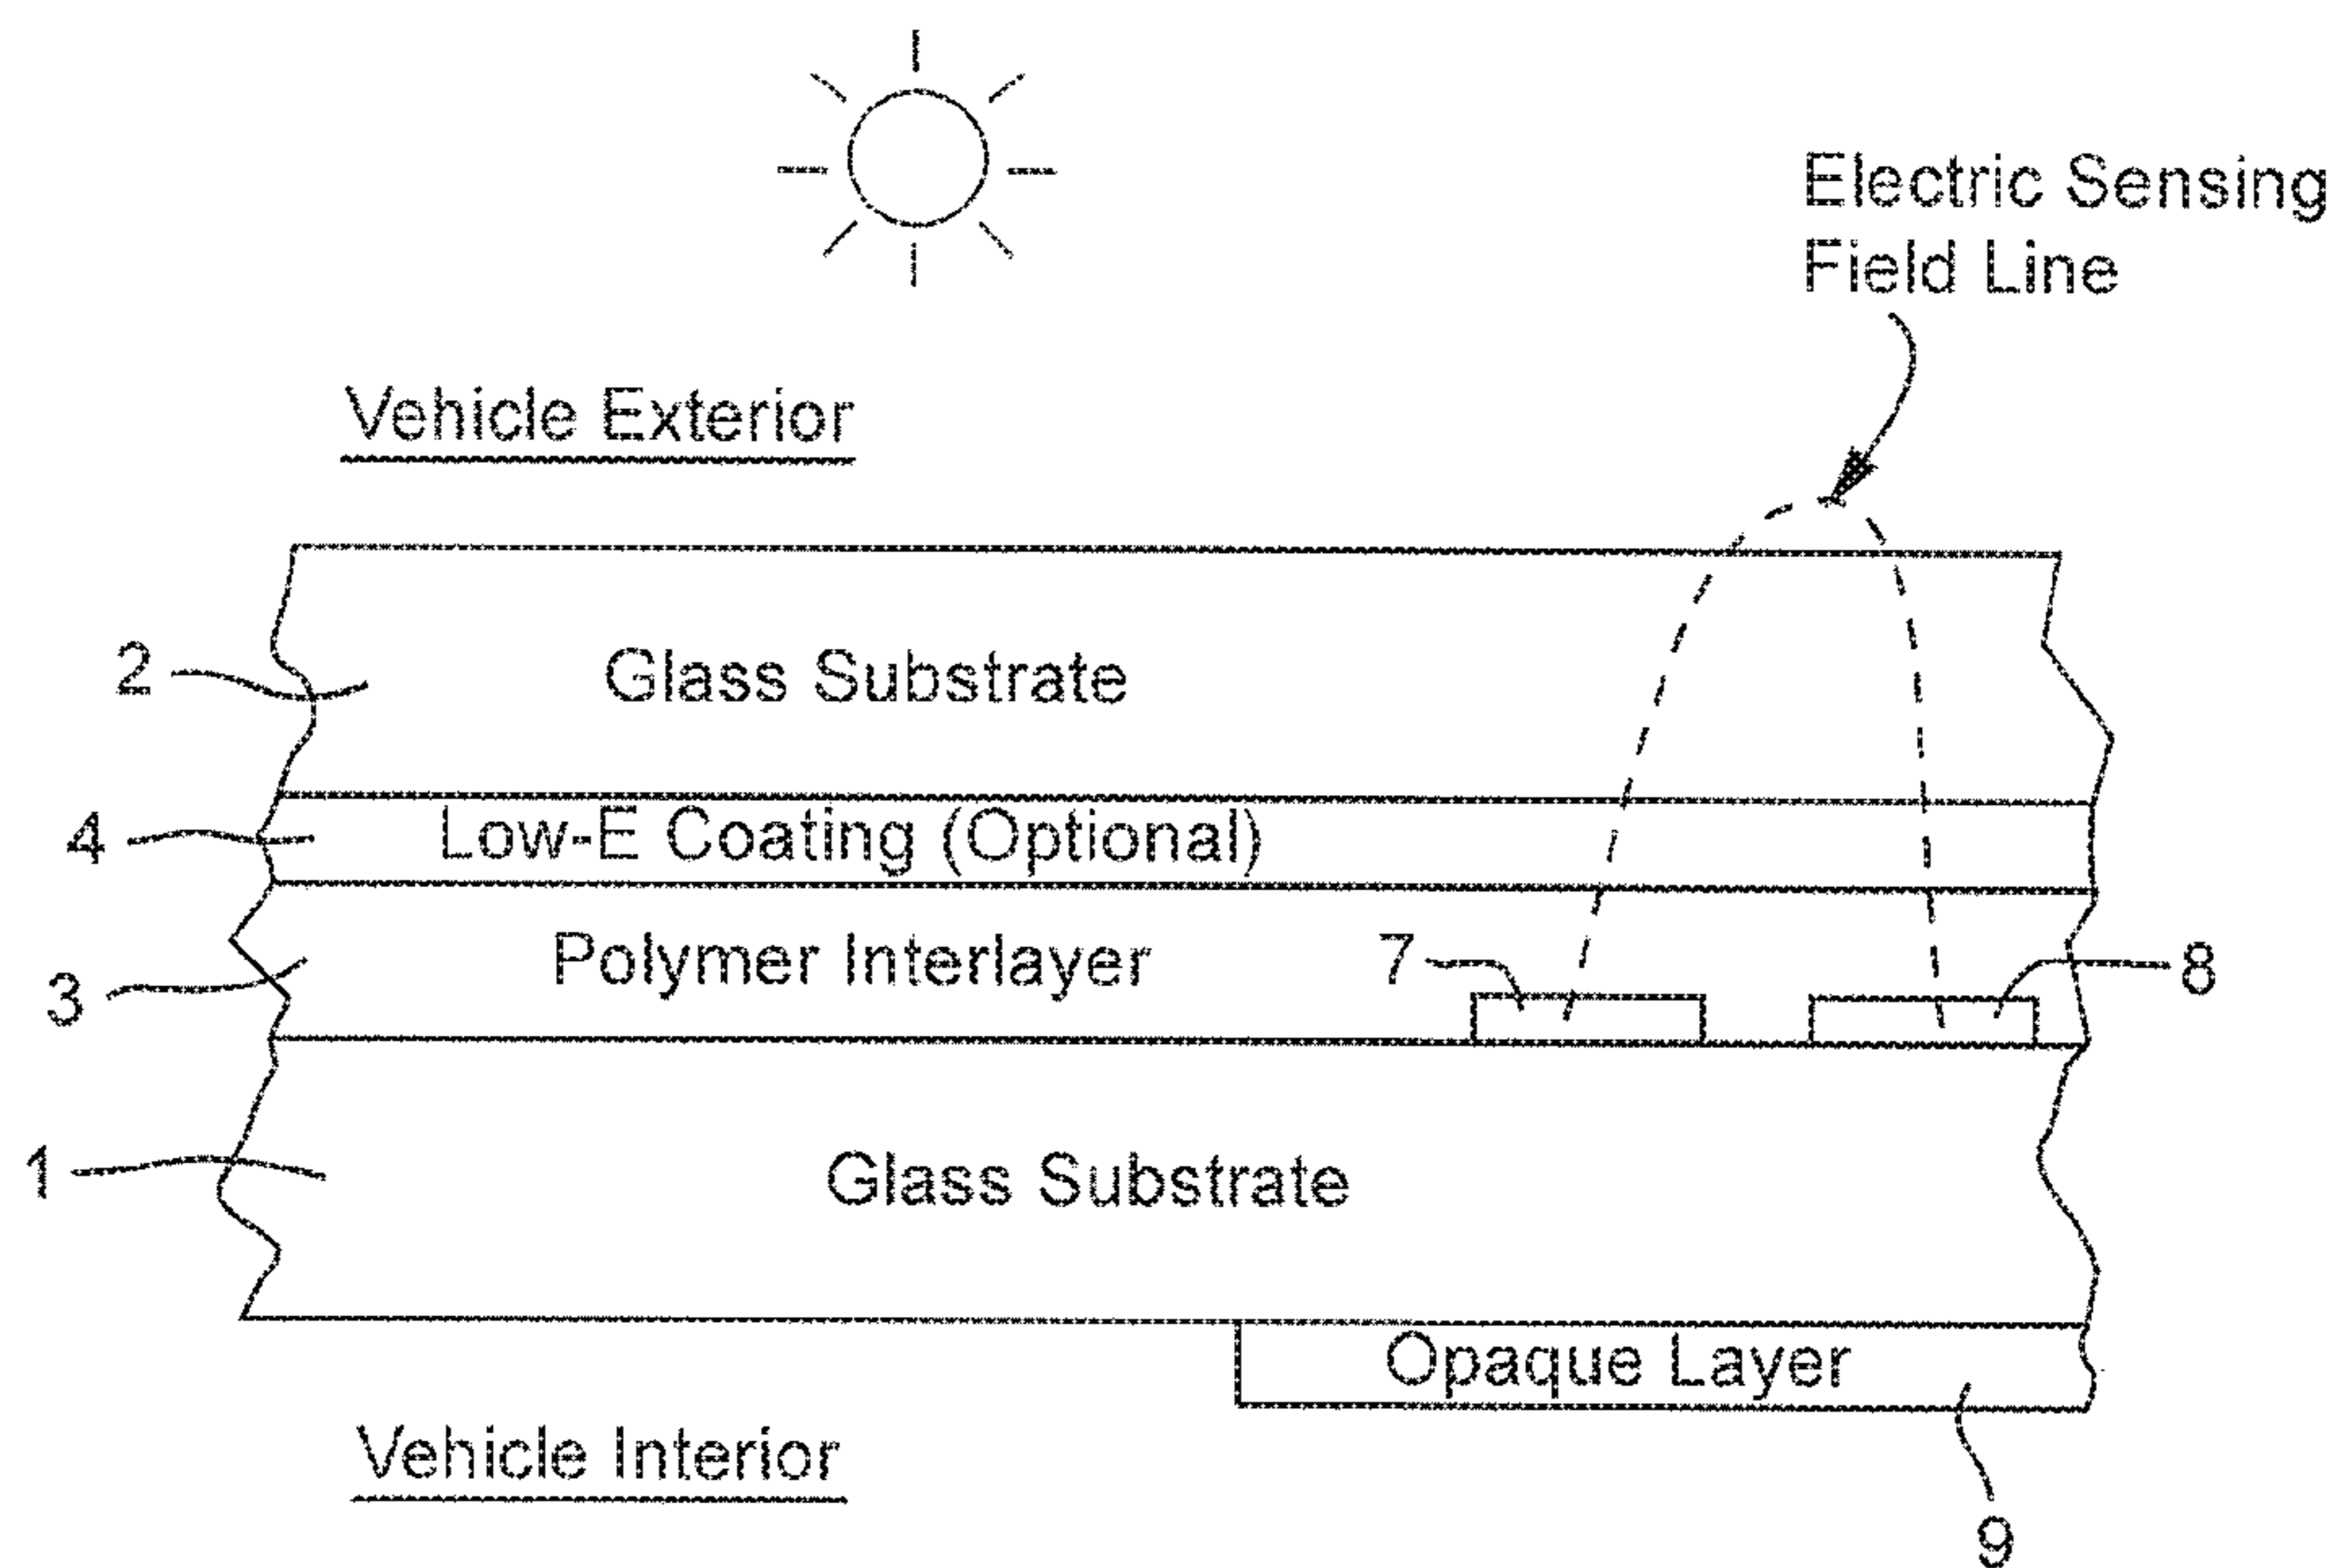 Electric Sensing
Field Line
Vehicle Exterior
2
Glass Substrate
4
Low-E Coating (Optional)
3
Polymer Interlayer
7
8
1
Glass Substrate
Opaque Layer
Vehicle Interior
9